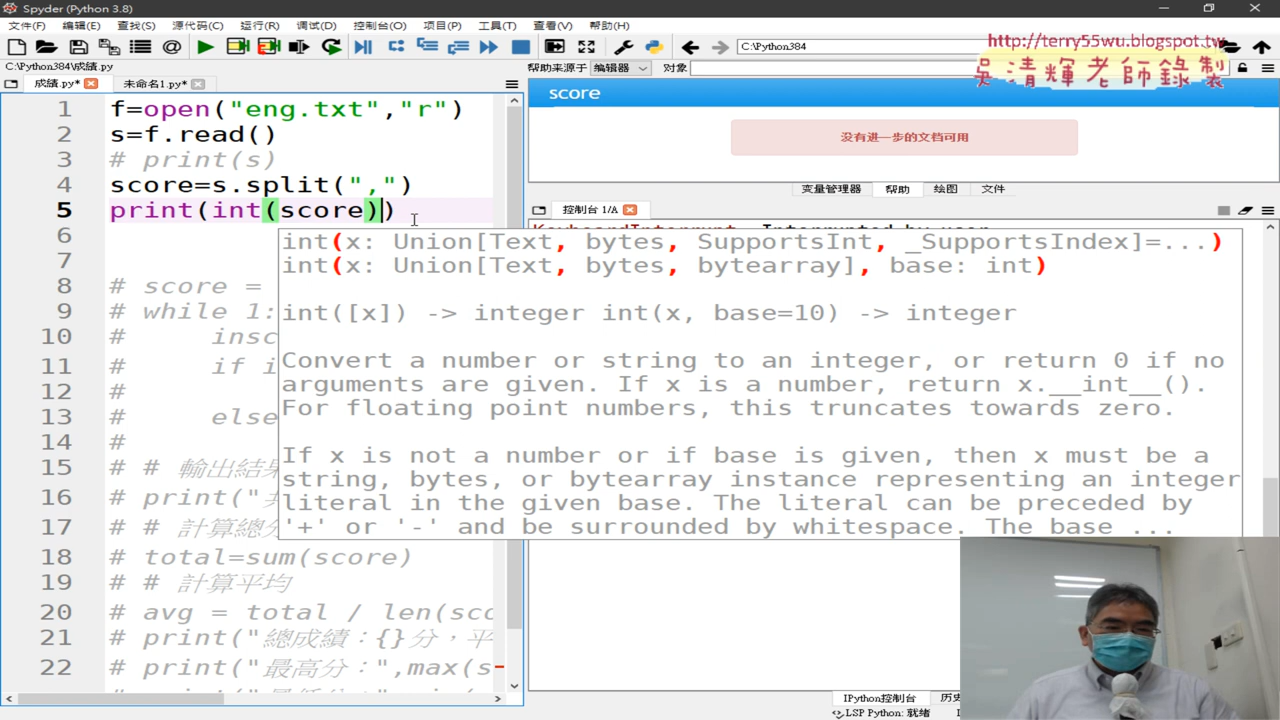 Spyder (Python 3.8)
文件(F) 编辑(E) 查找(S) 源代码(C) 运行(R) 调试(D) 控制台(O) 项目(P) 工具(T) 查看(V) 帮助(H)
C:\Python384
http://terry55wu.blogspot.tw
吳清輝老師錄製
C:\Python384\成績.py
帮助来源于 编辑器 对象
成績.py* 未命名1.py*
score
没有进一步的文档可用
变量管理器 帮助 绘图 文件
控制台 1/A
1 f=open("eng.txt","r")
2 s=f.read()
3 # print(s)
4 score=s.split(",")
5 print(int(score))
6
7
8 # score =
9 # while 1:
10 # insc
11 # if i
12 #
13 # else
14 #
15 # # 輸出結果
16 # print("
17 # # 計算總分
18 # total=sum(score)
19 # # 計算平均
20 # avg = total / len(sco
21 # print("總成績：{}分，平
22 # print("最高分：",max(s
int(x: Union[Text, bytes, SupportsInt, _SupportsIndex]=...)
int(x: Union[Text, bytes, bytearray], base: int)
int([x]) -> integer int(x, base=10) -> integer
Convert a number or string to an integer, or return 0 if no
arguments are given. If x is a number, return x.__int__().
For floating point numbers, this truncates towards zero.
If x is not a number or if base is given, then x must be a
string, bytes, or bytearray instance representing an integer
literal in the given base. The literal can be preceded by
'+' or '-' and be surrounded by whitespace. The base ...
IPython控制台
LSP Python: 就绪